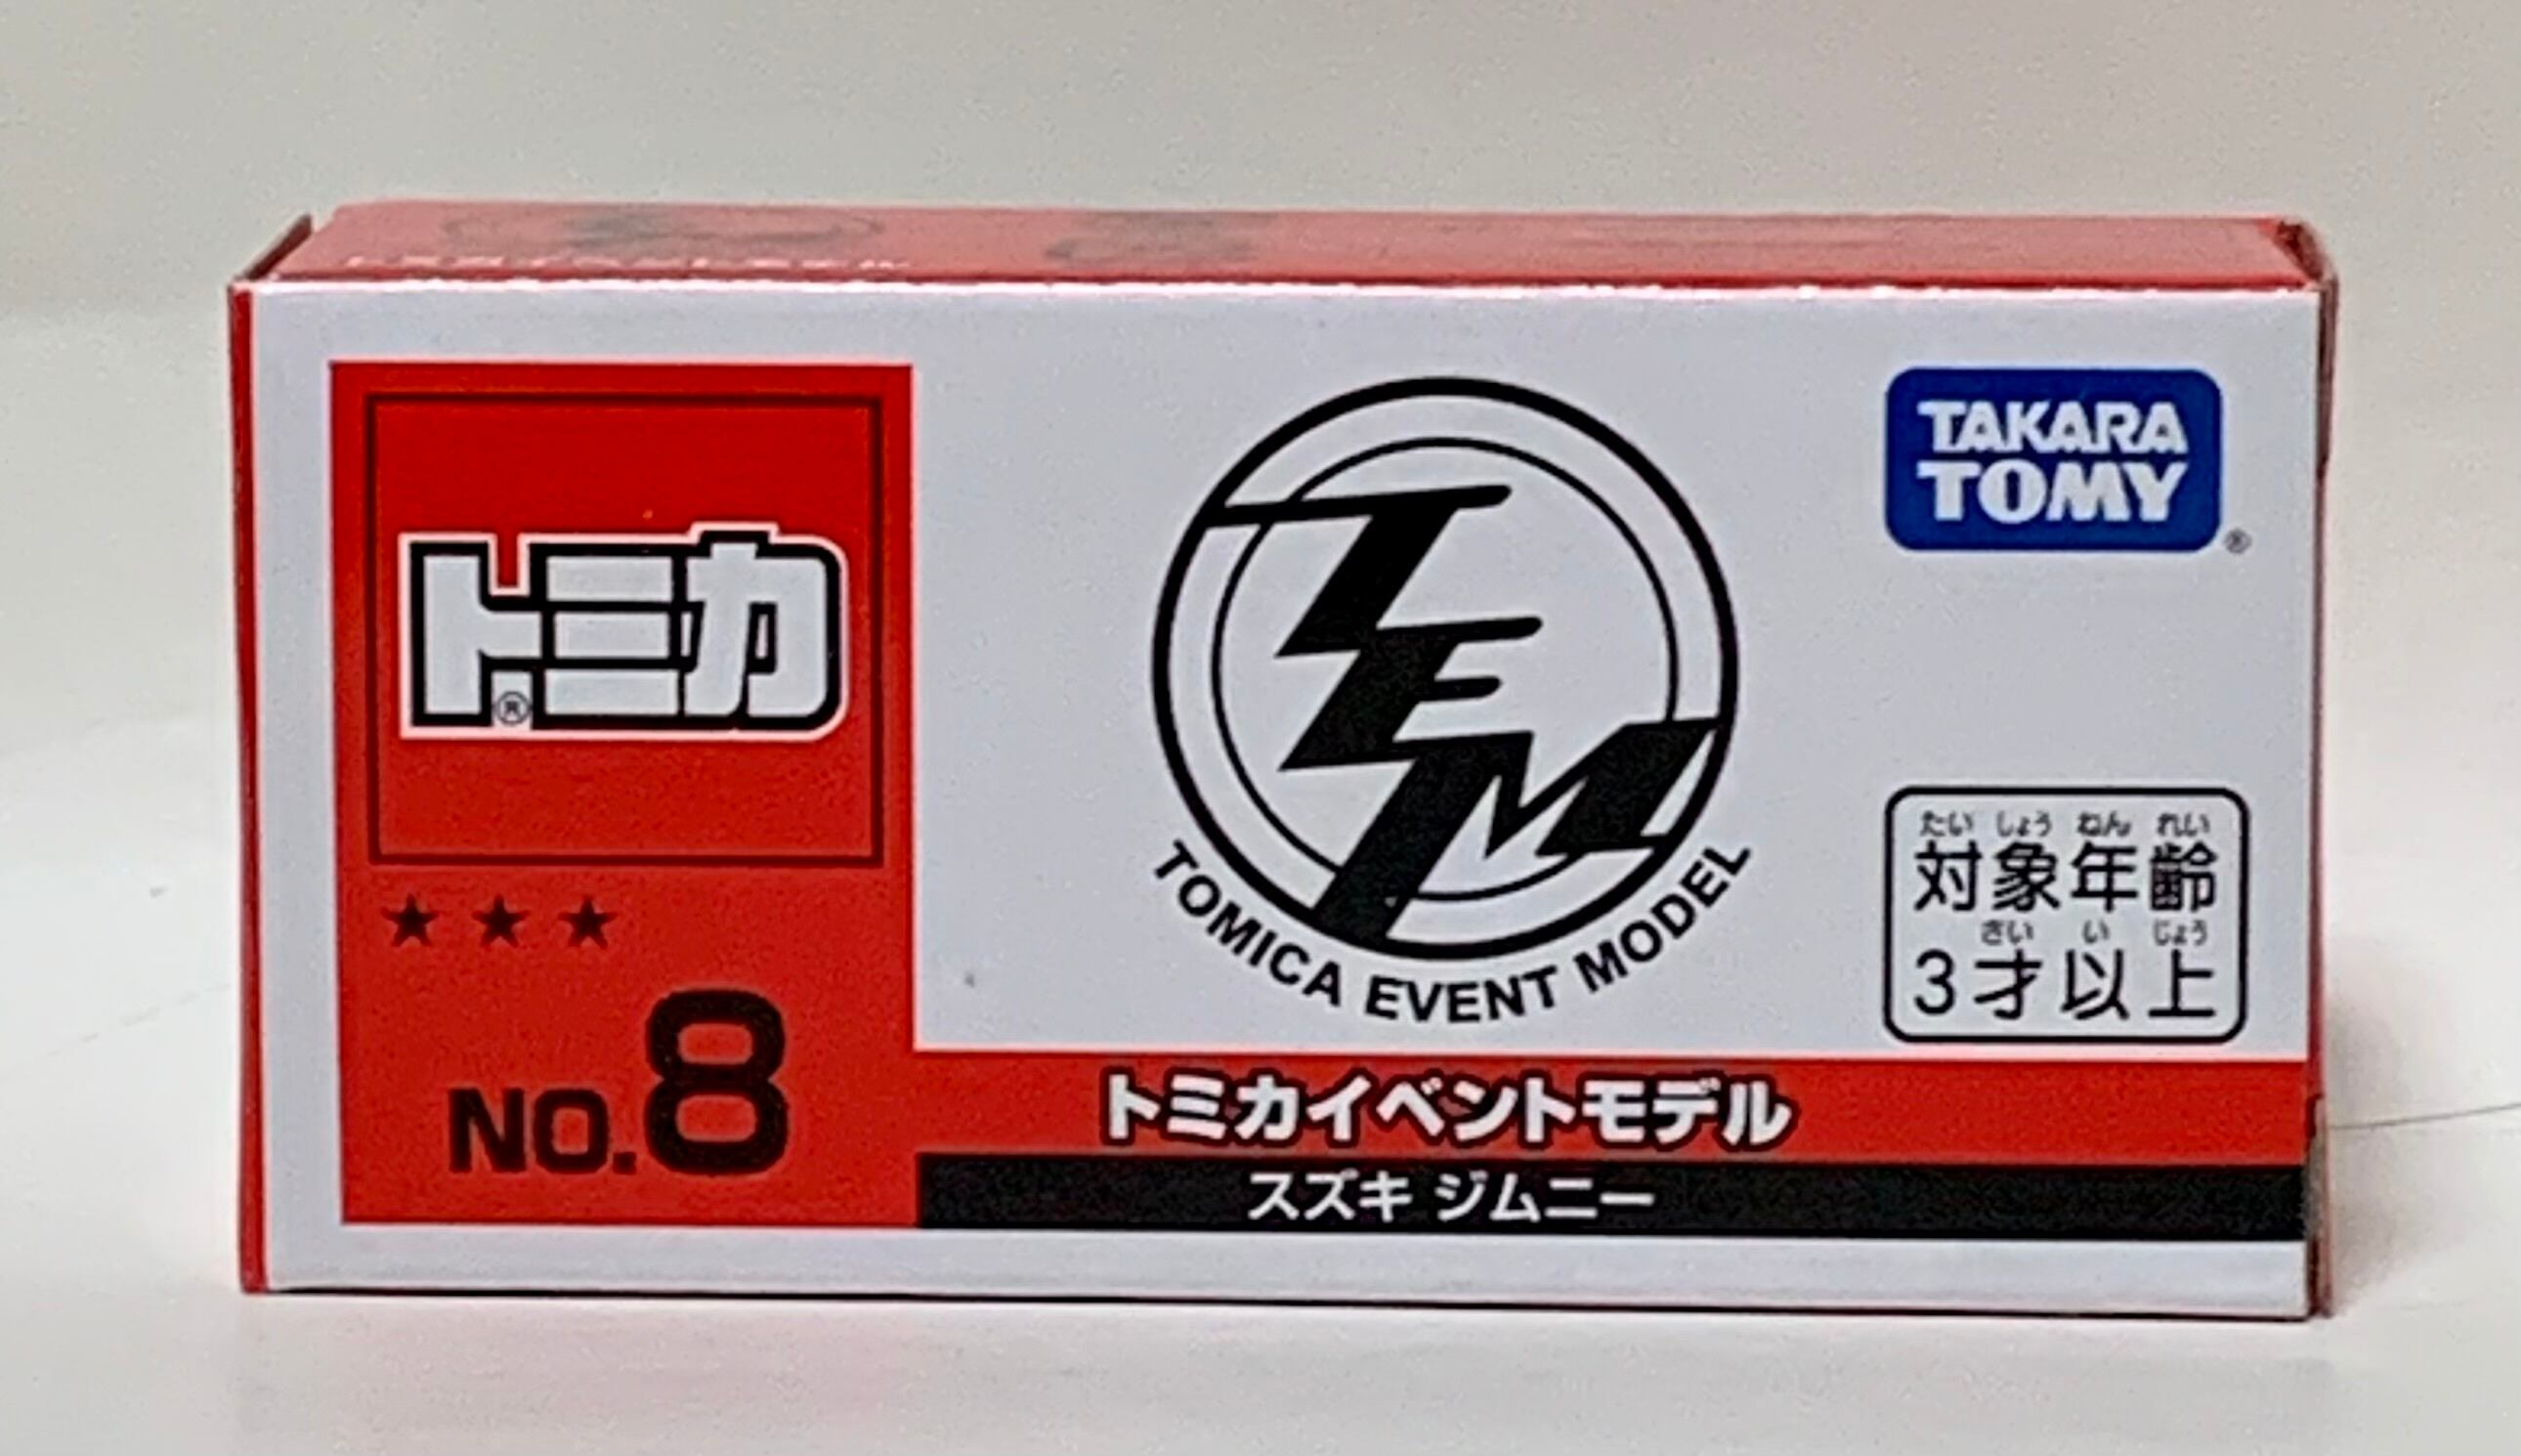 トミカ
®
★★★
NO.8
TEM
TOMICA EVENT MODEL
TAKARA
TOMY
®
たいしょうねんれい
対象年齢
さいいじょう
3才以上
トミカイベントモデル
スズキ ジムニー